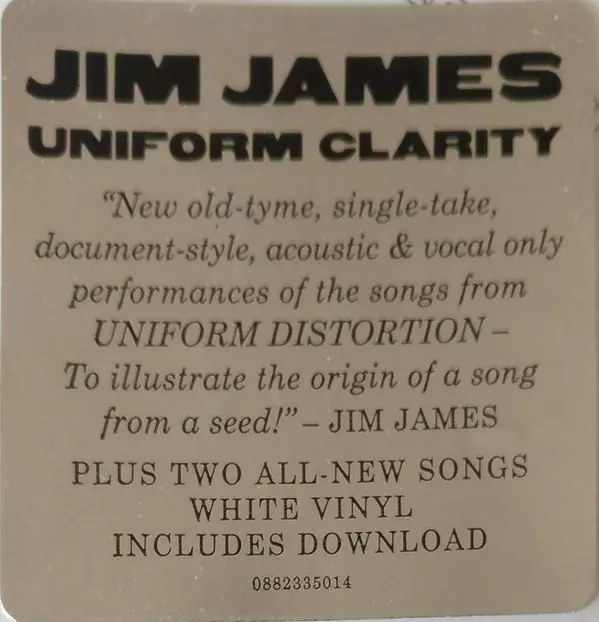 JIM JAMES
UNIFORM CLARITY
“New old-tyme, single-take,
document-style, acoustic & vocal only
performances of the songs from
UNIFORM DISTORTION –
To illustrate the origin of a song
from a seed!” – JIM JAMES
PLUS TWO ALL-NEW SONGS
WHITE VINYL
INCLUDES DOWNLOAD
0882335014